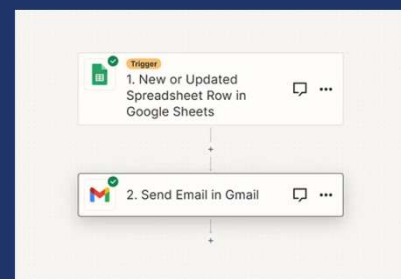 Trigger
1. New or Updated
Spreadsheet Row in
Google Sheets
2. Send Email in Gmail